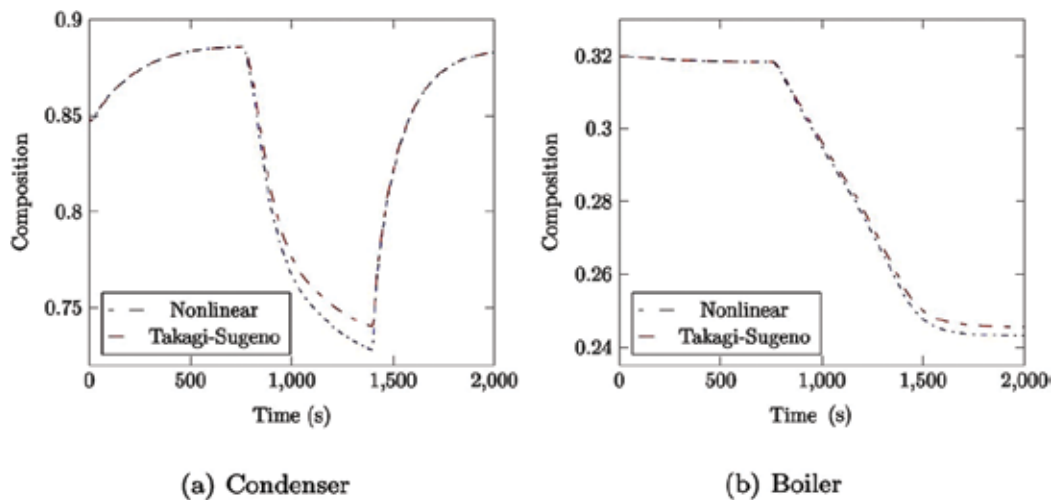 0.9
0.85
0.8
0.75
Composition
Nonlinear
Takagi-Sugeno
0 500 1,000 1,500 2,000
Time (s)
(a) Condenser
0.32
0.3
0.28
0.26
0.24
Composition
Nonlinear
Takagi-Sugeno
0 500 1,000 1,500 2,000
Time (s)
(b) Boiler